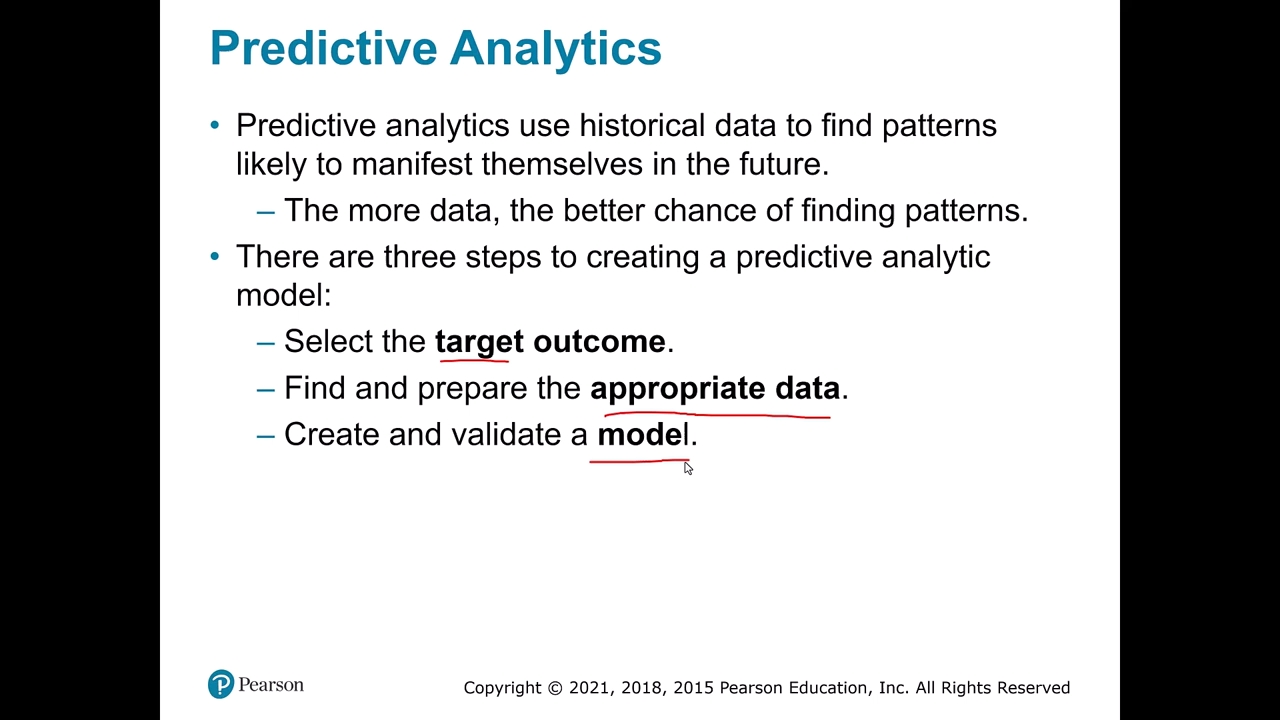 Predictive Analytics
• Predictive analytics use historical data to find patterns
likely to manifest themselves in the future.
– The more data, the better chance of finding patterns.
• There are three steps to creating a predictive analytic
model:
– Select the target outcome.
– Find and prepare the appropriate data.
– Create and validate a model.
Pearson
Copyright © 2021, 2018, 2015 Pearson Education, Inc. All Rights Reserved